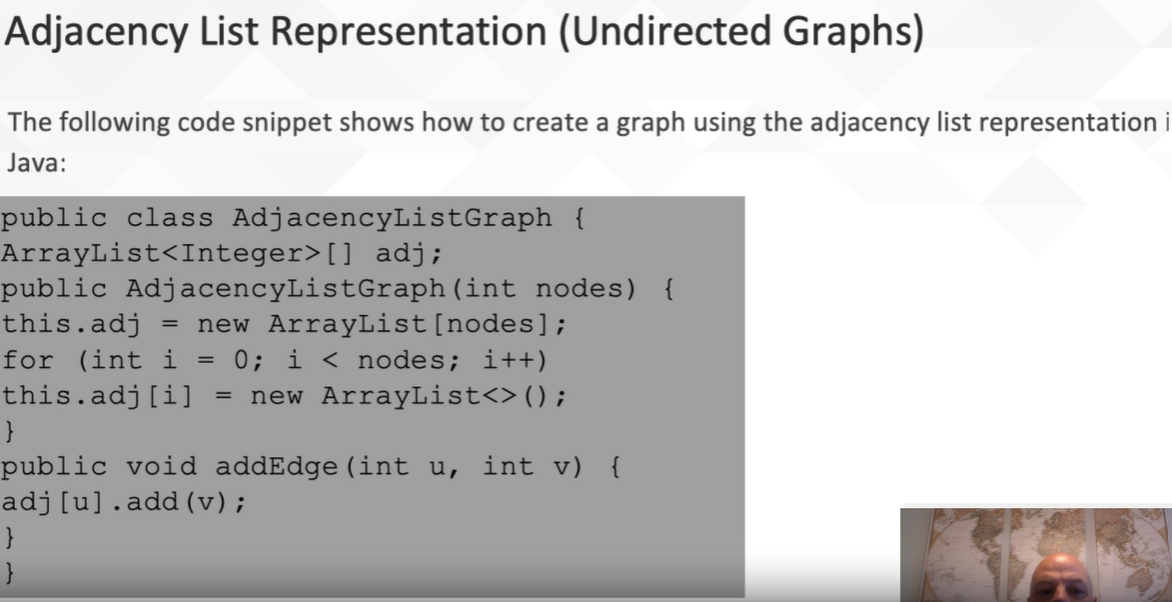 Adjacency List Representation (Undirected Graphs)
The following code snippet shows how to create a graph using the adjacency list representation
Java:
public class AdjacencyListGraph {
ArrayList<Integer>[] adj;
public AdjacencyListGraph(int nodes) {
this.adj = new ArrayList[nodes];
for (int i = 0; i < nodes; i++)
this.adj[i] = new ArrayList<>();
}
public void addEdge(int u, int v) {
adj[u].add(v);
}
}